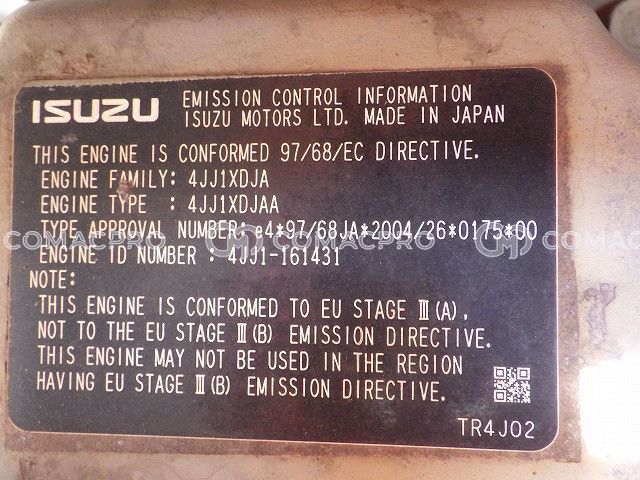 ISUZU EMISSION CONTROL INFORMATION
ISUZU MOTORS LTD. MADE IN JAPAN
THIS ENGINE IS CONFORMED 97/68/EC DIRECTIVE.
ENGINE FAMILY: 4JJ1XDJA
ENGINE TYPE : 4JJ1XDJAA
TYPE APPROVAL NUMBER: e4*97/68JA*2004/26*0175*00
COMACPRO COMACPRO COMACPRO
ENGINE ID NUMBER : 4JJ1-161431
NOTE:
THIS ENGINE IS CONFORMED TO EU STAGE Ⅲ(A),
NOT TO THE EU STAGE Ⅲ(B) EMISSION DIRECTIVE.
THIS ENGINE MAY NOT BE USED IN THE REGION
HAVING EU STAGE Ⅲ(B) EMISSION DIRECTIVE.
TR4J02